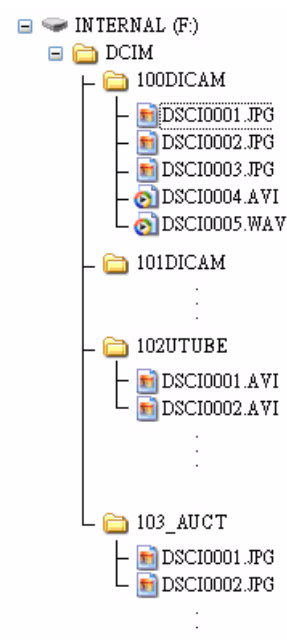 INTERNAL (F:)
DCIM
100DICAM
DSCI0001.JPG
DSCI0002.JPG
DSCI0003.JPG
DSCI0004.AVI
DSCI0005.WAV
101DICAM
102UTUBE
DSCI0001.AVI
DSCI0002.AVI
103_AUCT
DSCI0001.JPG
DSCI0002.JPG